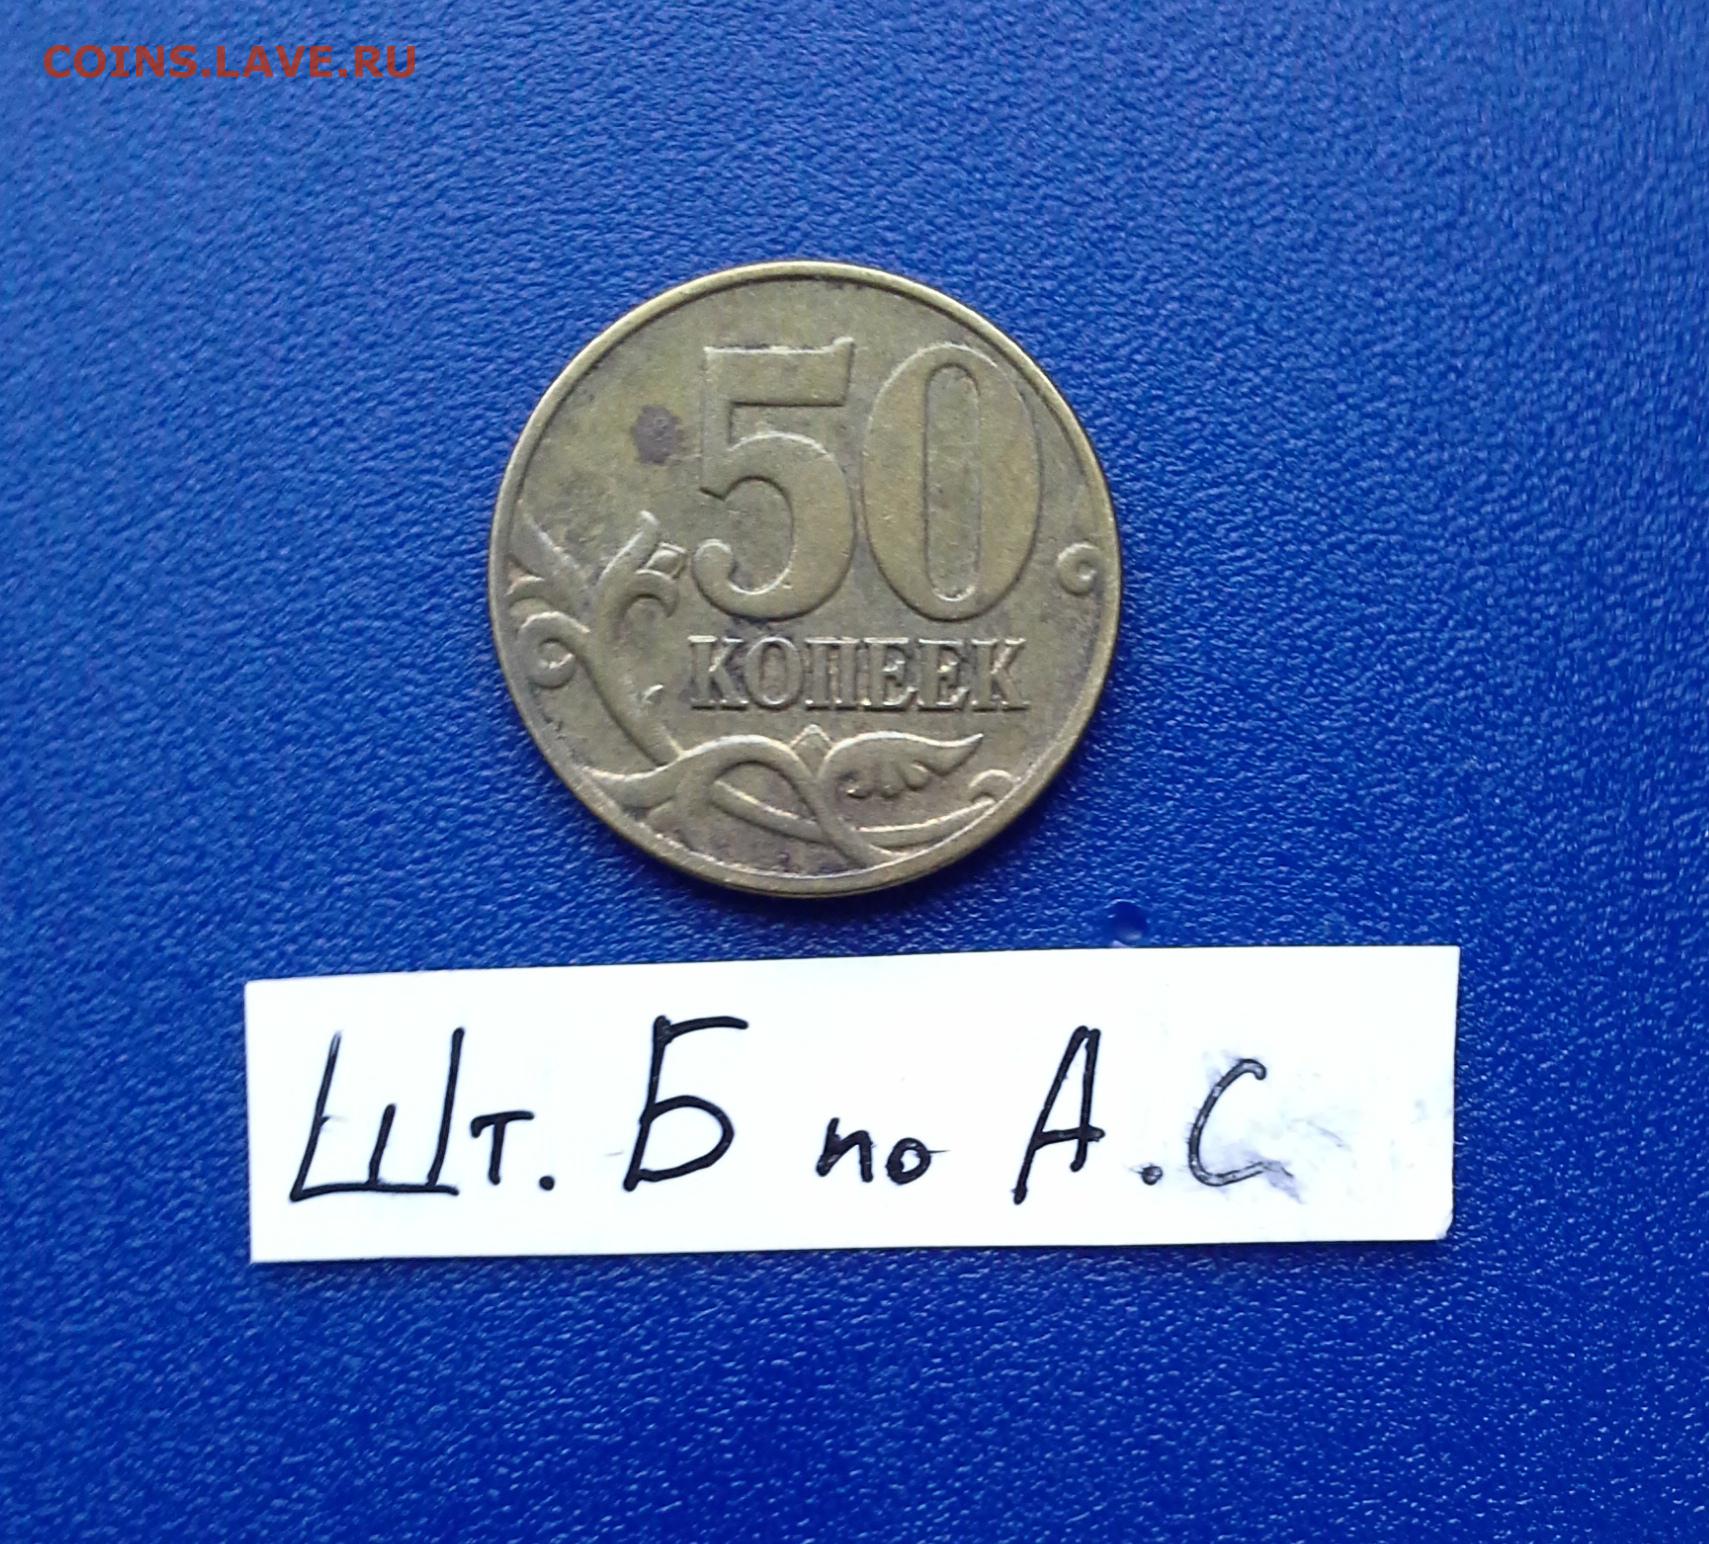 COINS.LAVE.RU
50
КОПЕЕК
Шт. Б по А.С